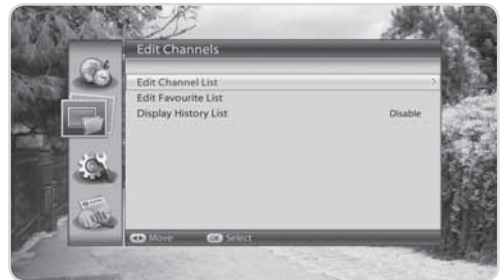 Edit Channels
Edit Channel List
Edit Favourite List
Display History List Disable
Move OK Select